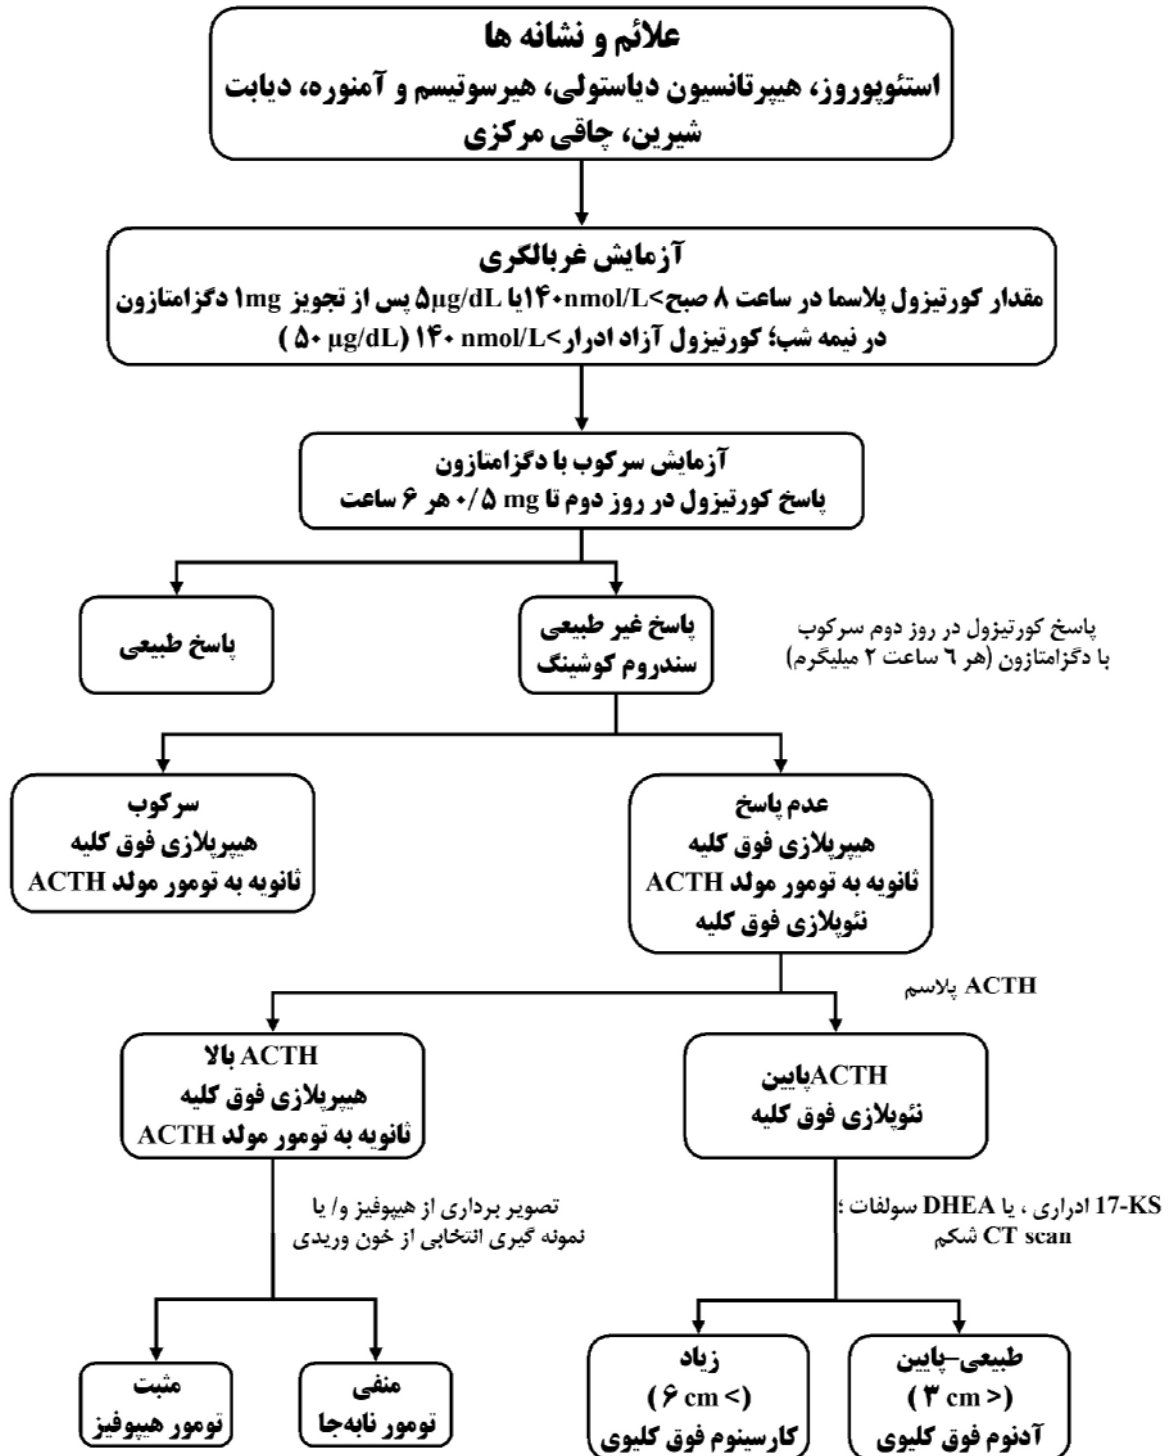 علائم و نشانه ها
استئوپوروز، هیپرتانسیون دیاستولی، هیرسوتیسم و آمنوره، دیابت
شیرین، چاقی مرکزی
آزمایش غربالگری
مقدار کورتیزول پلاسما در ساعت ۸ صبح>۱۴۰nmol/L یا ۵µg/dL پس از تجویز ۱mg دگزامتازون
در نیمه شب؛ کورتیزول آزاد ادرار>۱۴۰ nmol/L (۵۰ µg/dL)
آزمایش سرکوب با دگزامتازون
پاسخ کورتیزول در روز دوم تا ۰/۵ mg هر ۶ ساعت
پاسخ طبیعی
پاسخ غیر طبیعی
سندروم کوشینگ
پاسخ کورتیزول در روز دوم سرکوب
با دگزامتازون (هر ٦ ساعت ۲ میلیگرم)
سرکوب
هیپرپلازی فوق کلیه
ثانویه به تومور مولد ACTH
عدم پاسخ
هیپرپلازی فوق کلیه
ثانویه به تومور مولد ACTH
نئوپلازی فوق کلیه
ACTH پلاسم
ACTH بالا
هیپرپلازی فوق کلیه
ثانویه به تومور مولد ACTH
ACTHپایین
نئوپلازی فوق کلیه
تصویر برداری از هیپوفیز و/ یا
نمونه گیری انتخابی از خون وریدی
17-KS ادراری ، یا DHEA سولفات ؛
CT scan شکم
مثبت
تومور هیپوفیز
منفی
تومور نابه‌جا
زیاد
(> ۶ cm)
کارسینوم فوق کلیوی
طبیعی–پایین
(< ۳ cm)
آدنوم فوق کلیوی